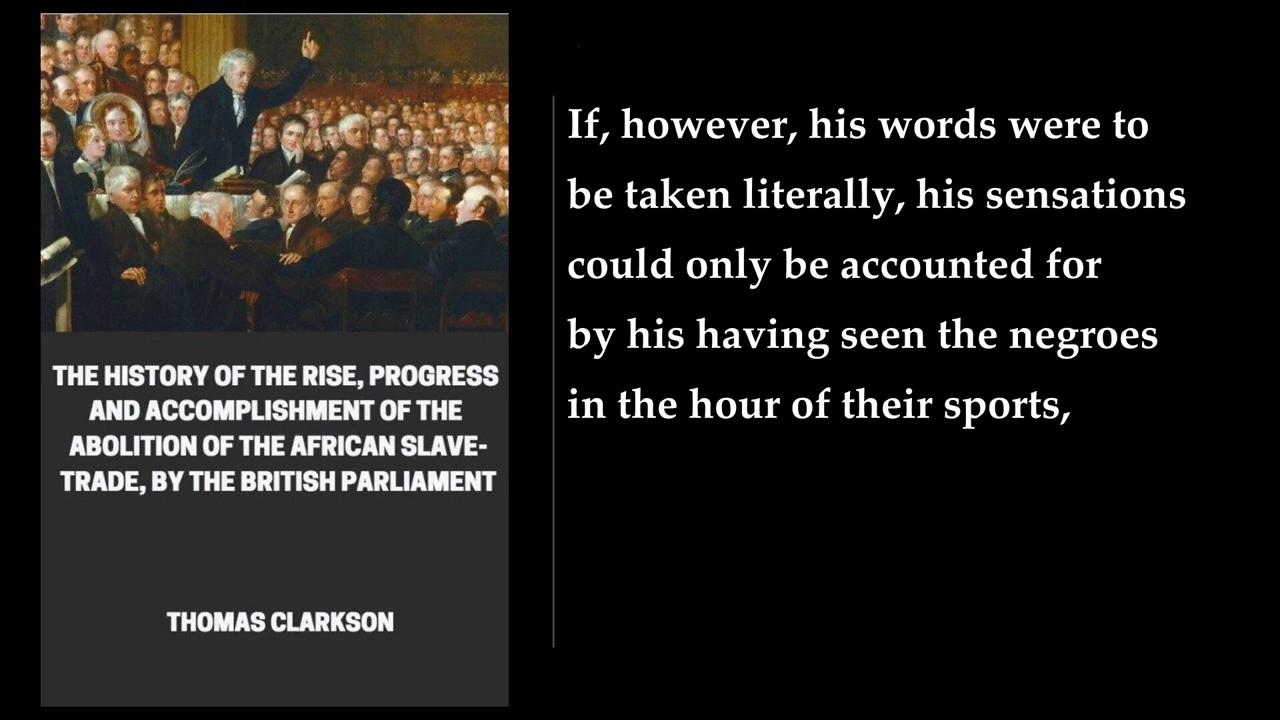 THE HISTORY OF THE RISE, PROGRESS
AND ACCOMPLISHMENT OF THE
ABOLITION OF THE AFRICAN SLAVE-
TRADE, BY THE BRITISH PARLIAMENT
THOMAS CLARKSON
If, however, his words were to
be taken literally, his sensations
could only be accounted for
by his having seen the negroes
in the hour of their sports,